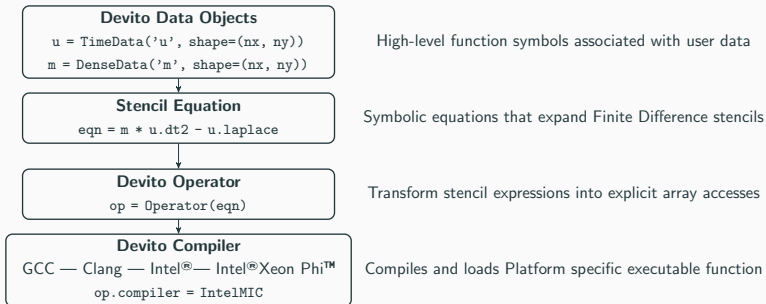 Devito Data Objects
u = TimeData('u', shape=(nx, ny))
m = DenseData('m', shape=(nx, ny))
High-level function symbols associated with user data
Stencil Equation
eqn = m * u.dt2 - u.laplace
Symbolic equations that expand Finite Difference stencils
Devito Operator
op = Operator(eqn)
Transform stencil expressions into explicit array accesses
Devito Compiler
GCC — Clang — Intel®— Intel®Xeon Phi™
op.compiler = IntelMIC
Compiles and loads Platform specific executable function